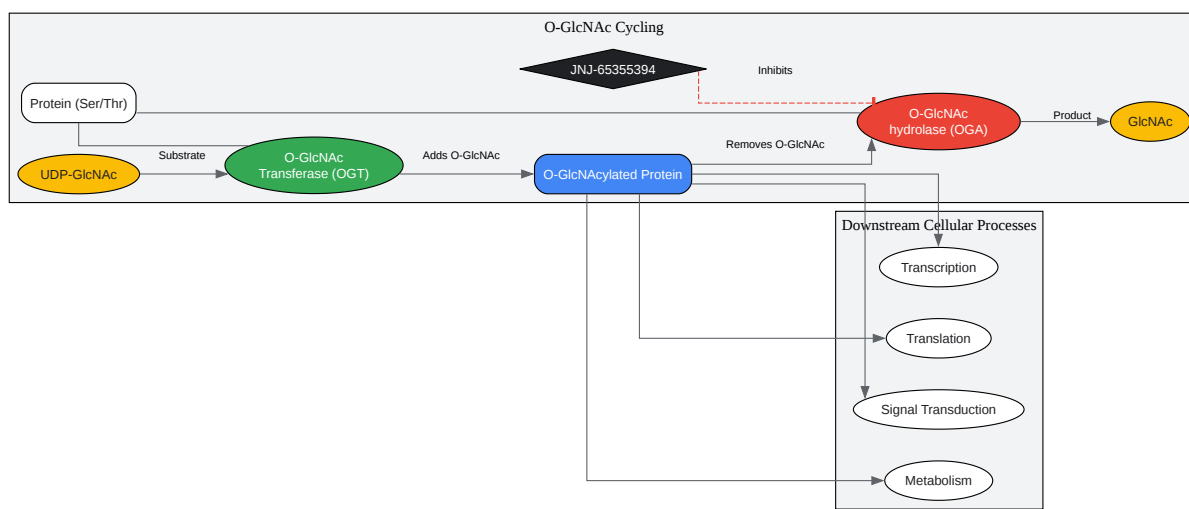 O-GlcNAc Cycling
JNJ-65355394
Inhibits
Protein (Ser/Thr)
O-GlcNAc
hydrolase (OGA)
Product
GlcNAc
UDP-GlcNAc
Substrate
O-GlcNAc
Transferase (OGT)
Adds O-GlcNAc
O-GlcNAcylated Protein
Removes O-GlcNAc
Downstream Cellular Processes
Transcription
Translation
Signal Transduction
Metabolism